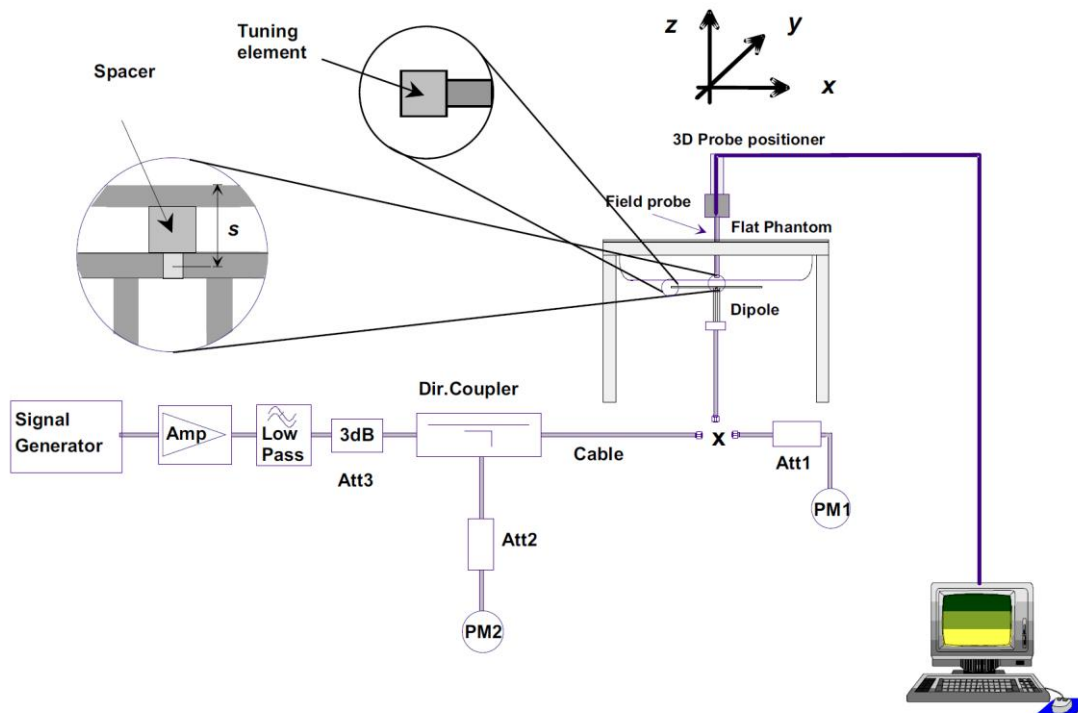 Tuning
element
Spacer
s
z
y
x
3D Probe positioner
Field probe
Flat Phantom
Dipole
Dir.Coupler
Signal
Generator
Amp
Low
Pass
3dB
Att3
Cable
x
Att1
PM1
Att2
PM2